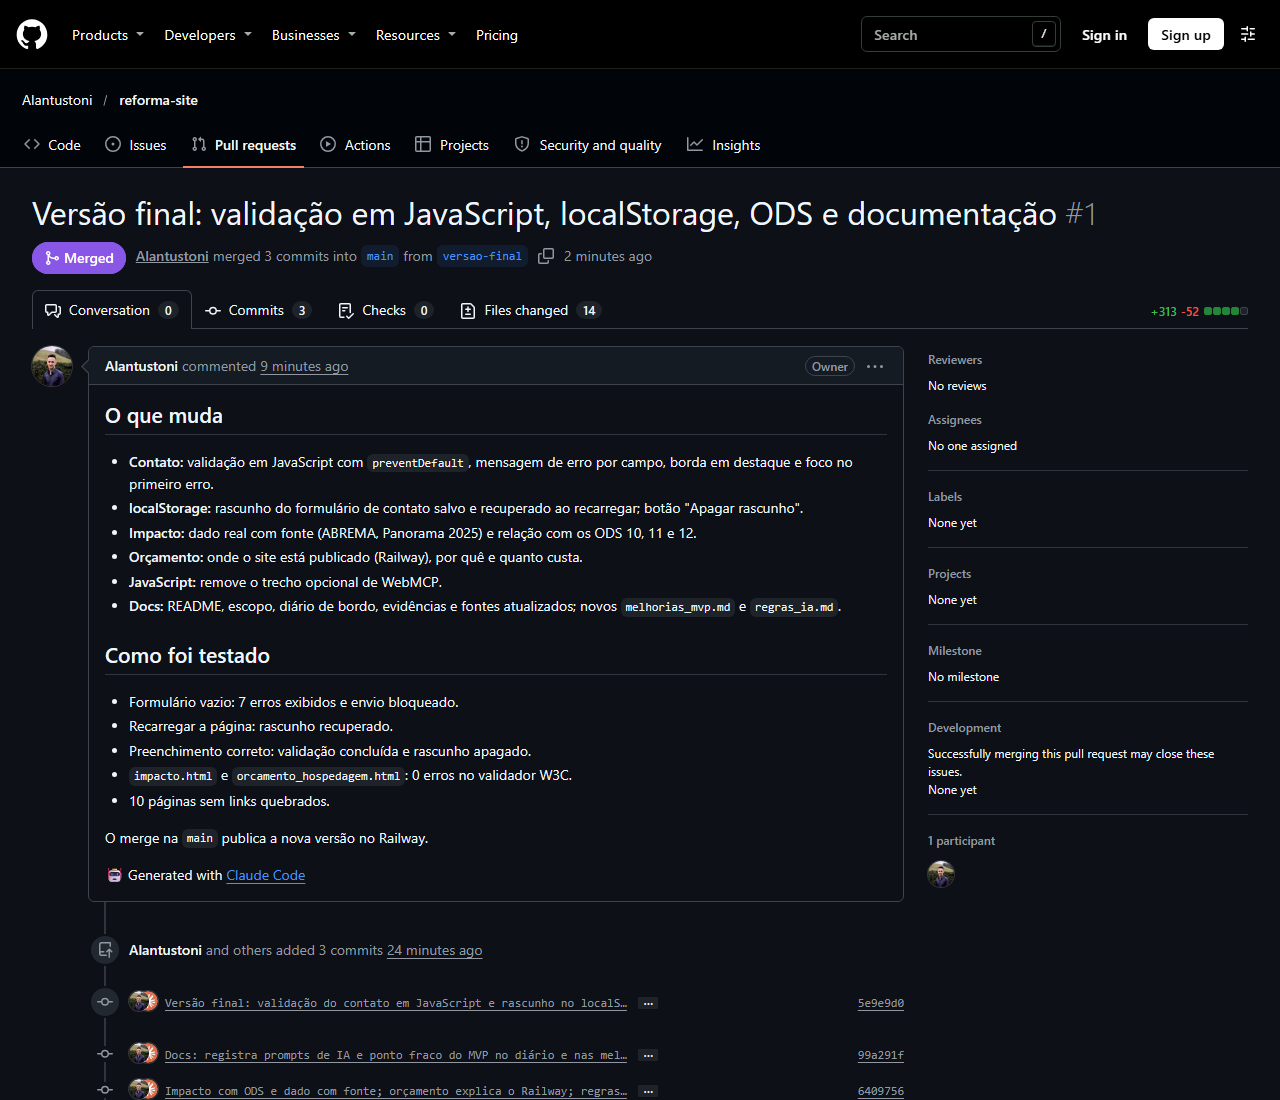 Products Developers Businesses Resources Pricing Search / Sign in Sign up
Alantustoni / reforma-site
Code Issues Pull requests Actions Projects Security and quality Insights
Versão final: validação em JavaScript, localStorage, ODS e documentação #1
Merged Alantustoni merged 3 commits into main from versao-final 2 minutes ago
Conversation 0 Commits 3 Checks 0 Files changed 14 +313 -52
Alantustoni commented 9 minutes ago Owner ...
O que muda
Contato: validação em JavaScript com preventDefault, mensagem de erro por campo, borda em destaque e foco no
primeiro erro.
localStorage: rascunho do formulário de contato salvo e recuperado ao recarregar; botão "Apagar rascunho".
Impacto: dado real com fonte (ABREMA, Panorama 2025) e relação com os ODS 10, 11 e 12.
Orçamento: onde o site está publicado (Railway), por quê e quanto custa.
JavaScript: remove o trecho opcional de WebMCP.
Docs: README, escopo, diário de bordo, evidências e fontes atualizados; novos melhorias_mvp.md e regras_ia.md.
Como foi testado
Formulário vazio: 7 erros exibidos e envio bloqueado.
Recarregar a página: rascunho recuperado.
Preenchimento correto: validação concluída e rascunho apagado.
impacto.html e orcamento_hospedagem.html: 0 erros no validador W3C.
10 páginas sem links quebrados.
O merge na main publica a nova versão no Railway.
Generated with Claude Code
Alantustoni and others added 3 commits 24 minutes ago
Versão final: validação do contato em JavaScript e rascunho no localS… ... 5e9e9d0
Docs: registra prompts de IA e ponto fraco do MVP no diário e nas mel… ... 99a291f
Impacto com ODS e dado com fonte; orçamento explica o Railway; regras… ... 6409756
Reviewers
No reviews
Assignees
No one assigned
Labels
None yet
Projects
None yet
Milestone
No milestone
Development
Successfully merging this pull request may close these
issues.
None yet
1 participant